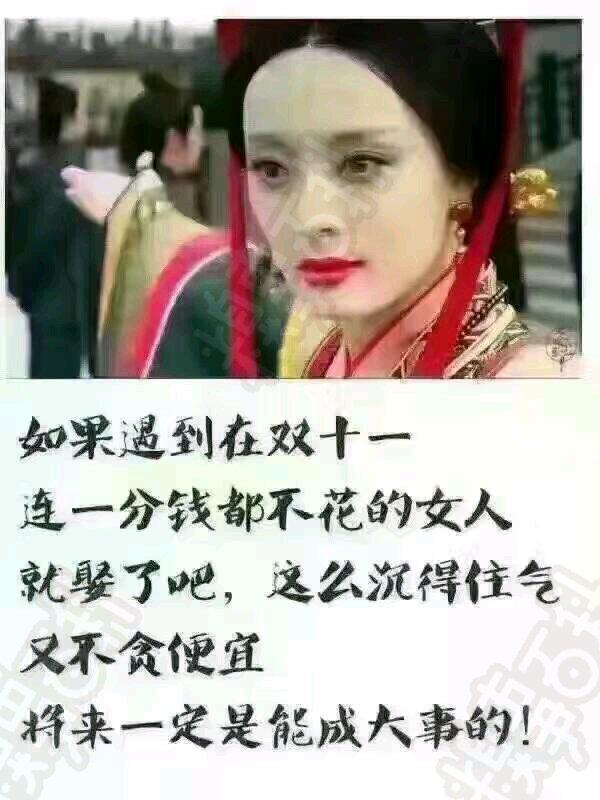 如果遇到在双十一
连一分钱都不花的女人
就娶了吧，这么沉得住气
又不贪便宜
将来一定是能成大事的！